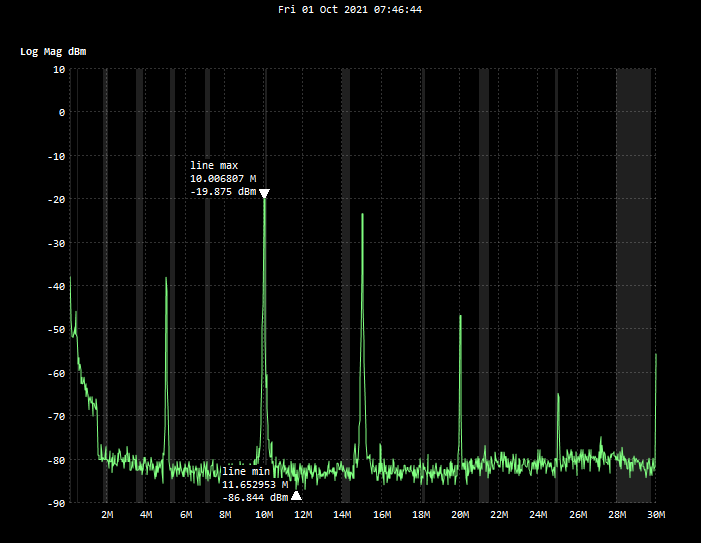 Fri 01 Oct 2021 07:46:44
Log Mag dBm
10
0
-10
line max
10.006807 M
-19.875 dBm
-20
-30
-40
-50
-60
-70
-80
line min
11.652953 M
-86.844 dBm
-90
2M 4M 6M 8M 10M 12M 14M 16M 18M 20M 22M 24M 26M 28M 30M